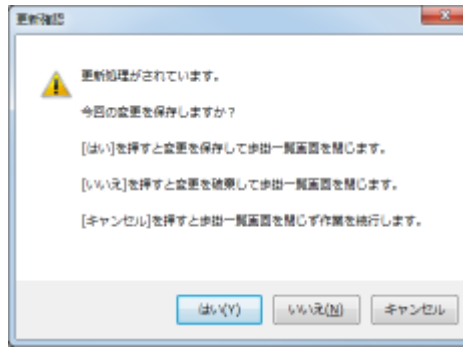 更新確認
更新処理がされています。
今回の変更を保存しますか?
[はい]を押すと変更を保存して歩掛一覧画面を閉じます。
[いいえ]を押すと変更を破棄して歩掛一覧画面を閉じます。
[キャンセル]を押すと歩掛一覧画面を閉じず作業を続行します。
はい(Y)
いいえ(N)
キャンセル